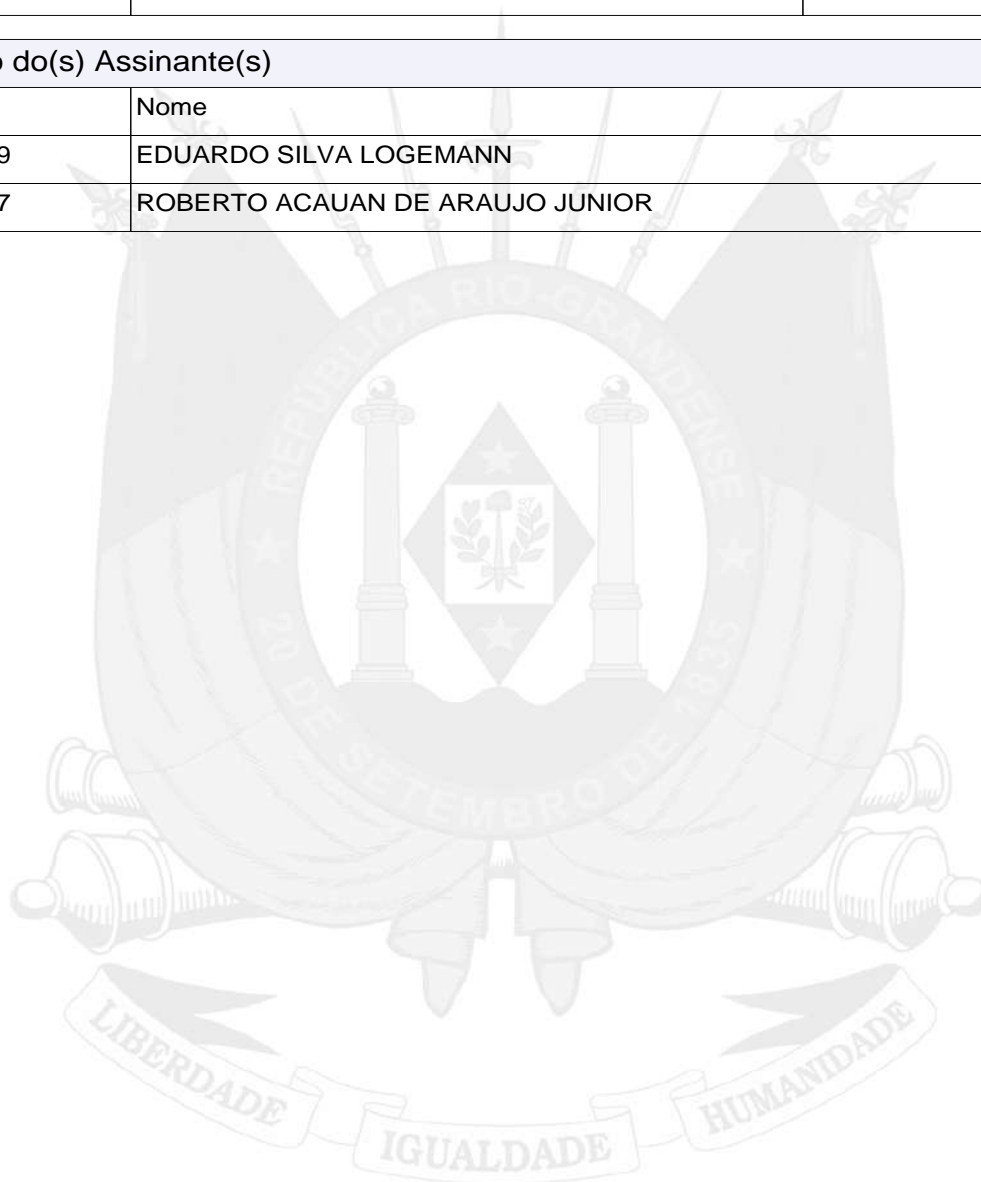 o do(s) Assinante(s)
Nome
9 EDUARDO SILVA LOGEMANN
7 ROBERTO ACAUAN DE ARAUJO JUNIOR
REPÚBLICA RIO-GRANDENSE
20 DE SETEMBRO DE 1835
LIBERDADE IGUALDADE HUMANIDADE